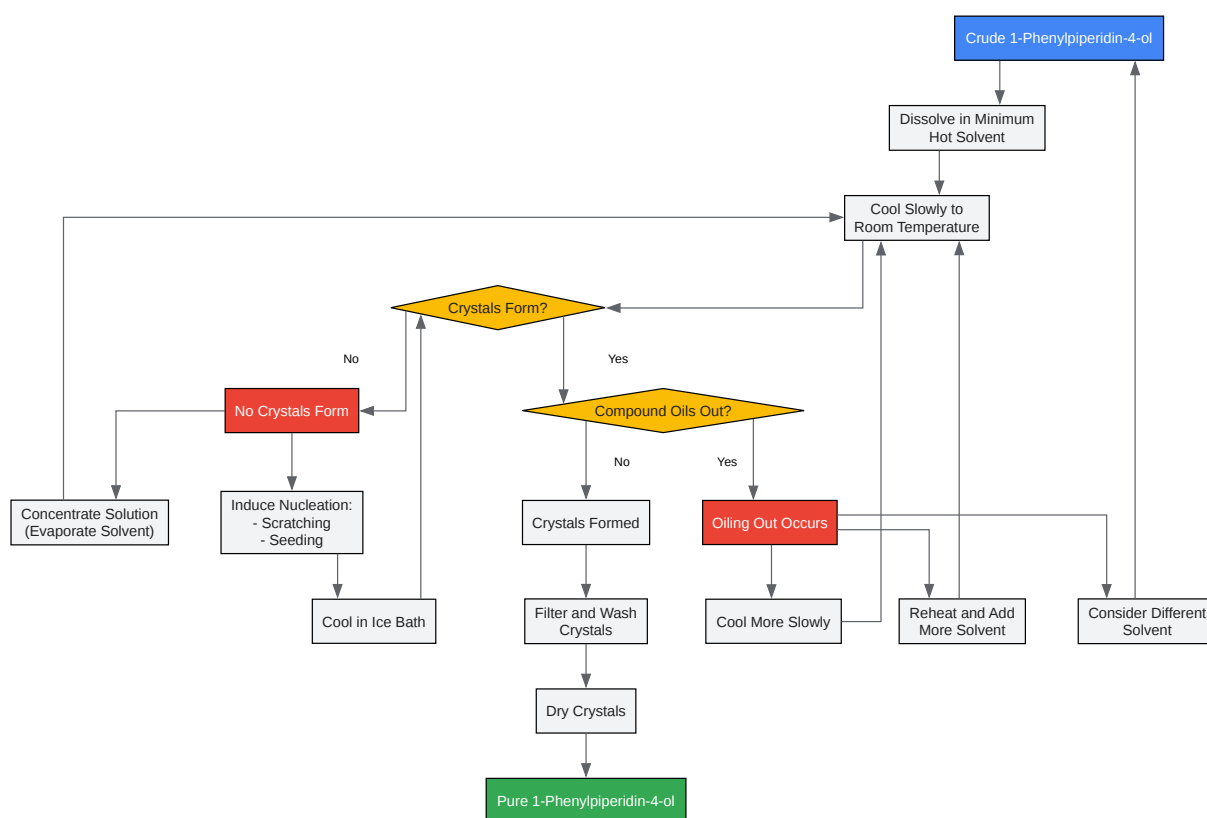 Crude 1-Phenylpiperidin-4-ol
Dissolve in Minimum
Hot Solvent
Cool Slowly to
Room Temperature
Crystals Form?
No
Yes
No Crystals Form
Compound Oils Out?
No
Yes
Concentrate Solution
(Evaporate Solvent)
Induce Nucleation:
- Scratching
- Seeding
Crystals Formed
Oiling Out Occurs
Cool in Ice Bath
Filter and Wash
Crystals
Cool More Slowly
Reheat and Add
More Solvent
Consider Different
Solvent
Dry Crystals
Pure 1-Phenylpiperidin-4-ol